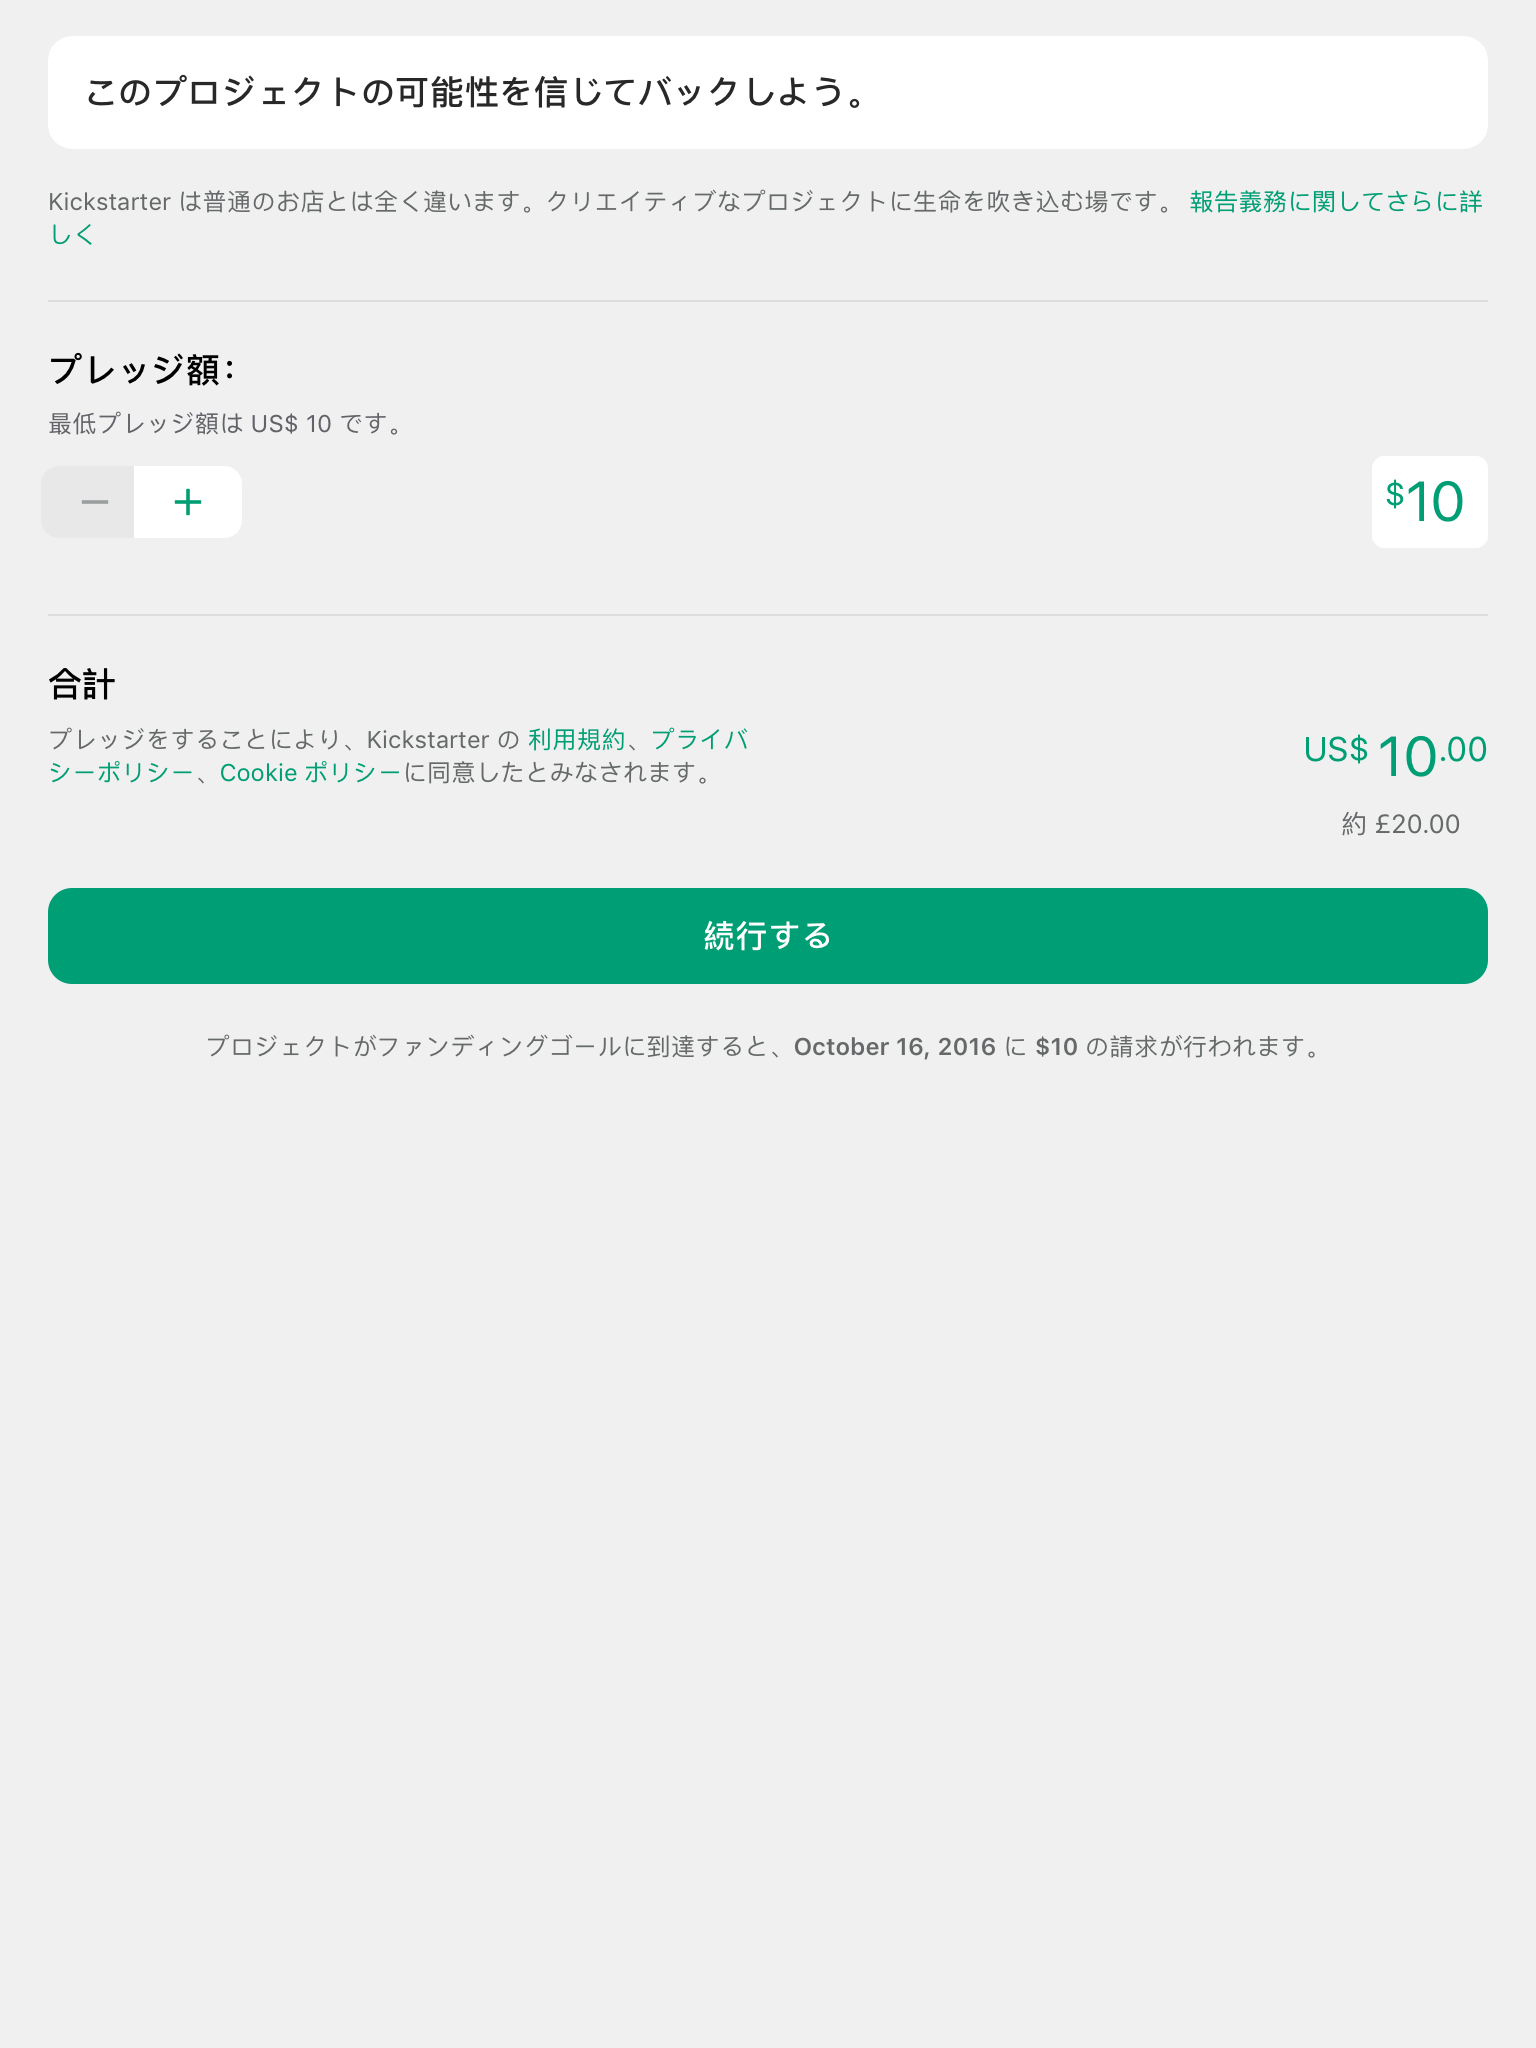 このプロジェクトの可能性を信じてバックしよう。
Kickstarter は普通のお店とは全く違います。クリエイティブなプロジェクトに生命を吹き込む場です。 報告義務に関してさらに詳
しく
プレッジ額:
最低プレッジ額は US$ 10 です。
− +
$10
合計
プレッジをすることにより、Kickstarter の 利用規約、プライバ
シーポリシー、Cookie ポリシーに同意したとみなされます。
US$ 10.00
約 £20.00
続行する
プロジェクトがファンディングゴールに到達すると、October 16, 2016 に $10 の請求が行われます。